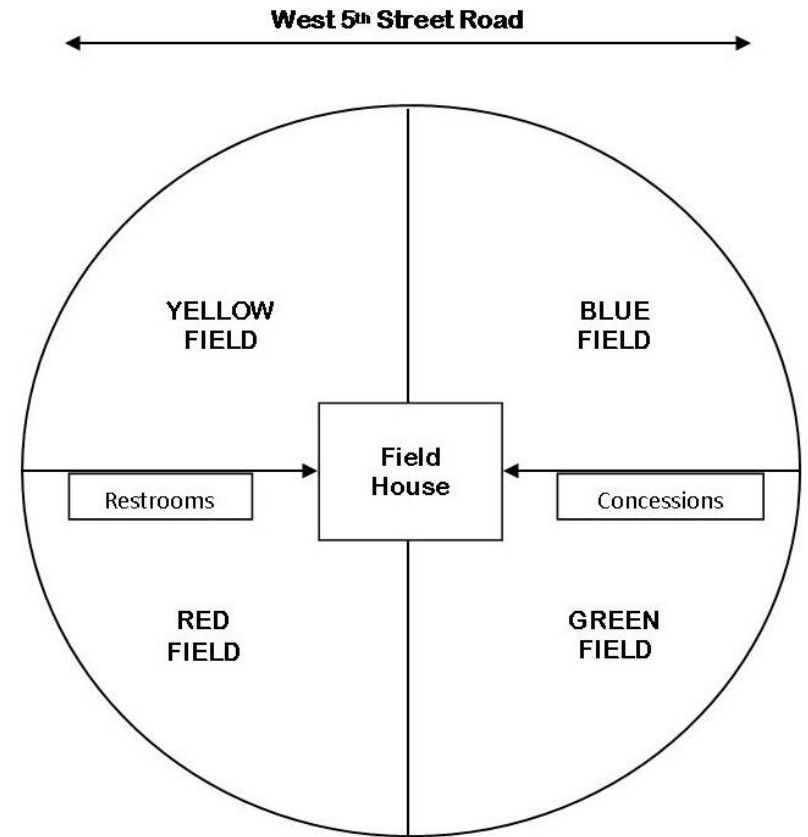 West 5th Street Road
YELLOW
FIELD
BLUE
FIELD
Field
House
Restrooms
Concessions
RED
FIELD
GREEN
FIELD